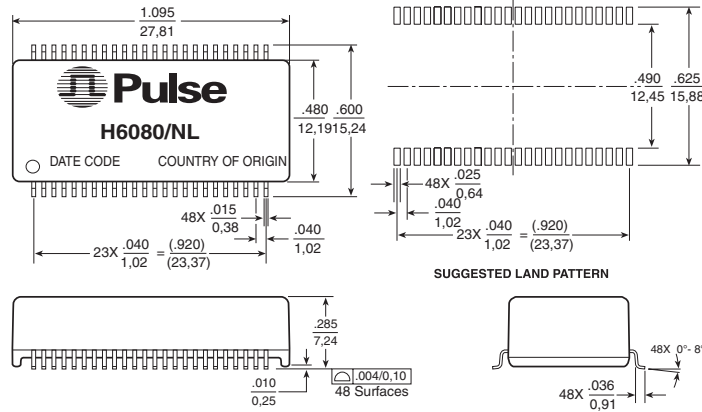 1.095
27,81
Pulse
H6080/NL
DATE CODE COUNTRY OF ORIGIN
.480
12,19
.600
15,24
48X .015
0,38
.040
1,02
23X .040 = (.920)
1,02 (23,37)
.490
12,45
.625
15,88
48X .025
0,64
.040
1,02
23X .040 = (.920)
1,02 (23,37)
SUGGESTED LAND PATTERN
.285
7,24
.010
0,25
.004/0,10
48 Surfaces
48X 0°- 8°
48X .036
0,91